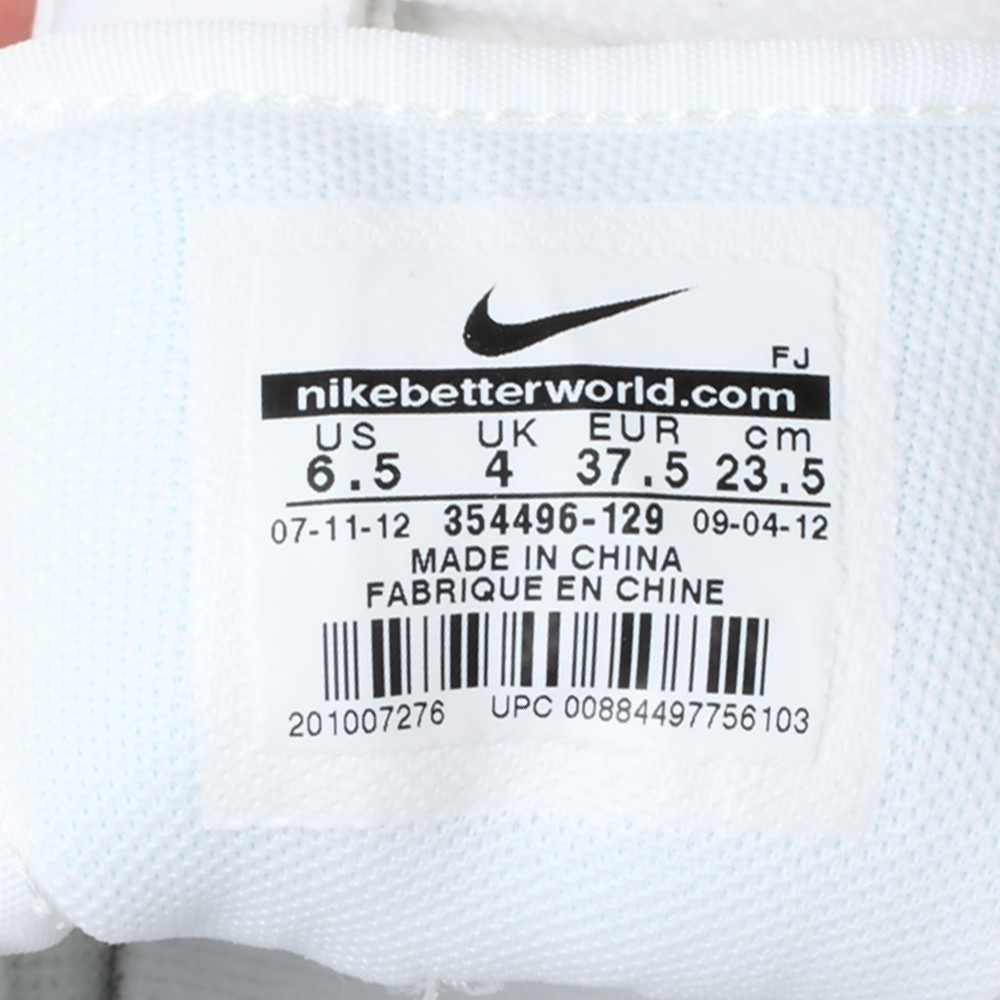 FJ
nikebetterworld.com
US UK EUR cm
6.5 4 37.5 23.5
07-11-12 354496-129 09-04-12
MADE IN CHINA
FABRIQUE EN CHINE
201007276 UPC 00884497756103